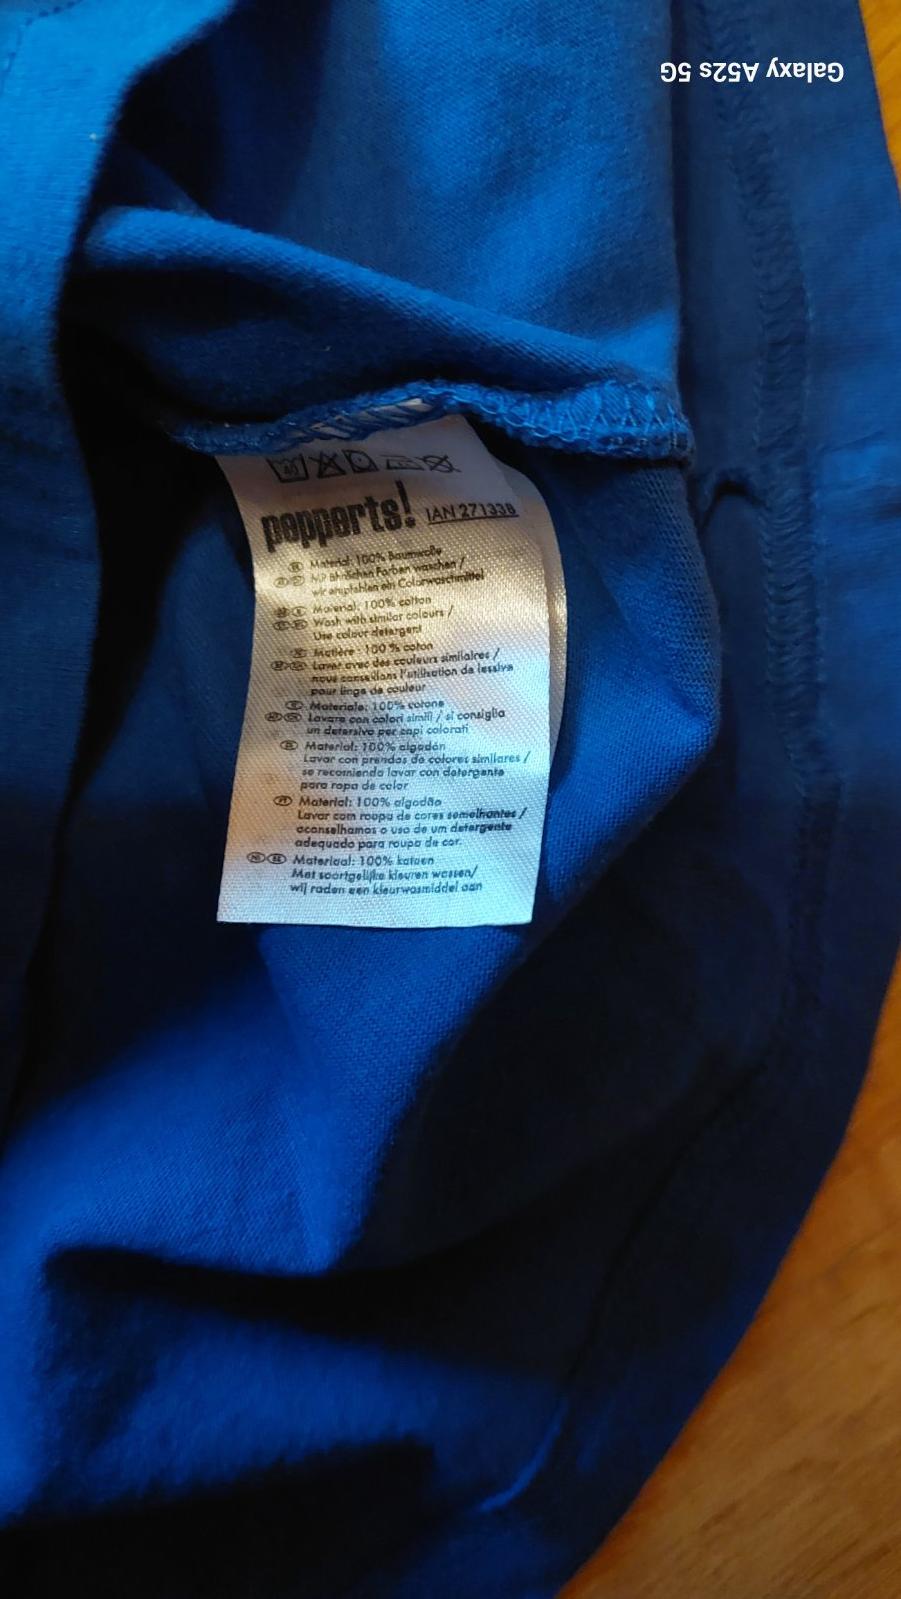 Galaxy A52s 5G
40
pepperts! IAN 271338
Material: 100% Baumwolle
Mit ähnlichen Farben waschen /
wir empfehlen ein Colorwaschmittel
Material: 100% cotton
Wash with similar colours /
Use colour detergent
Matière : 100 % coton
Laver avec des couleurs similaires /
nous conseillons l'utilisation de lessive
pour linge de couleur
Materiale: 100% cotone
Lavare con colori simili / si consiglia
un detersivo per capi colorati
ES Material: 100% algodón
Lavar con prendas de colores similares /
se recomienda lavar con detergente
para ropa de color
PT Material: 100% algodão
Lavar com roupa de cores semelhantes /
aconselhamos o uso de um detergente
adequado para roupa de cor.
NL BE Materiaal: 100% katoen
Met soortgelijke kleuren wassen/
wij raden een kleurwasmiddel aan